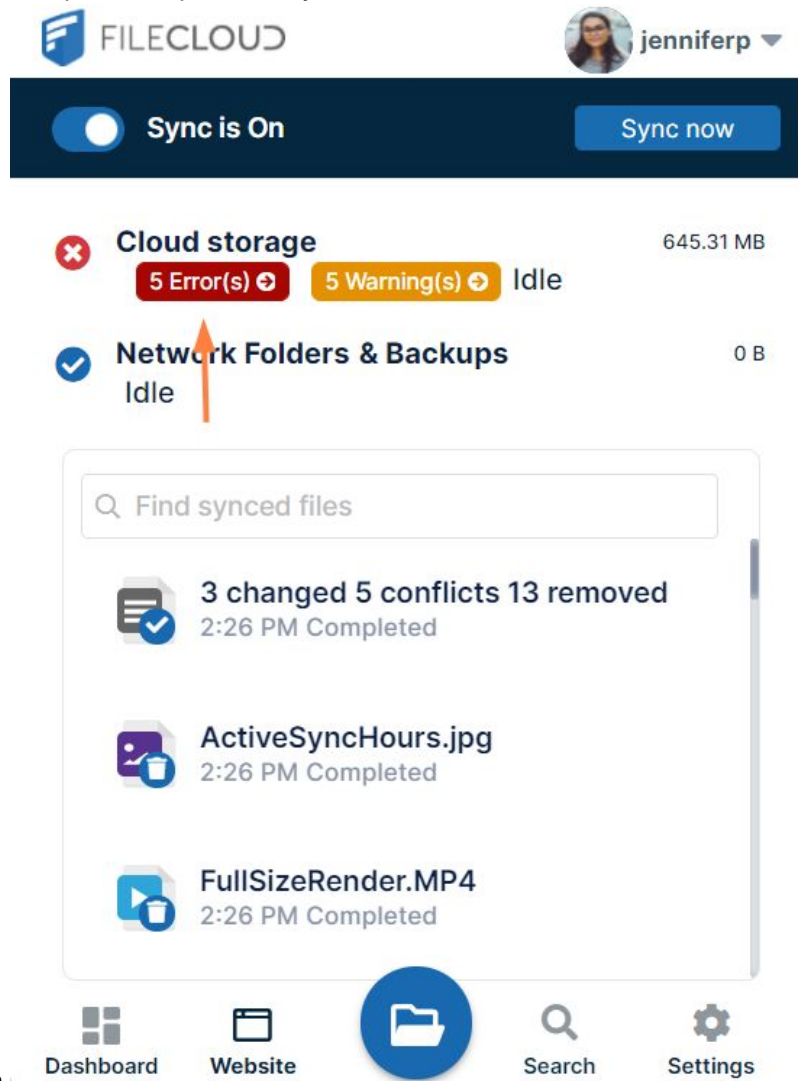 FILECLOUD
jenniferp
Sync is On
Sync now
Cloud storage
645.31 MB
5 Error(s)
5 Warning(s)
Idle
Network Folders & Backups
0 B
Idle
Find synced files
3 changed 5 conflicts 13 removed
2:26 PM Completed
ActiveSyncHours.jpg
2:26 PM Completed
FullSizeRender.MP4
2:26 PM Completed
Dashboard
Website
Search
Settings